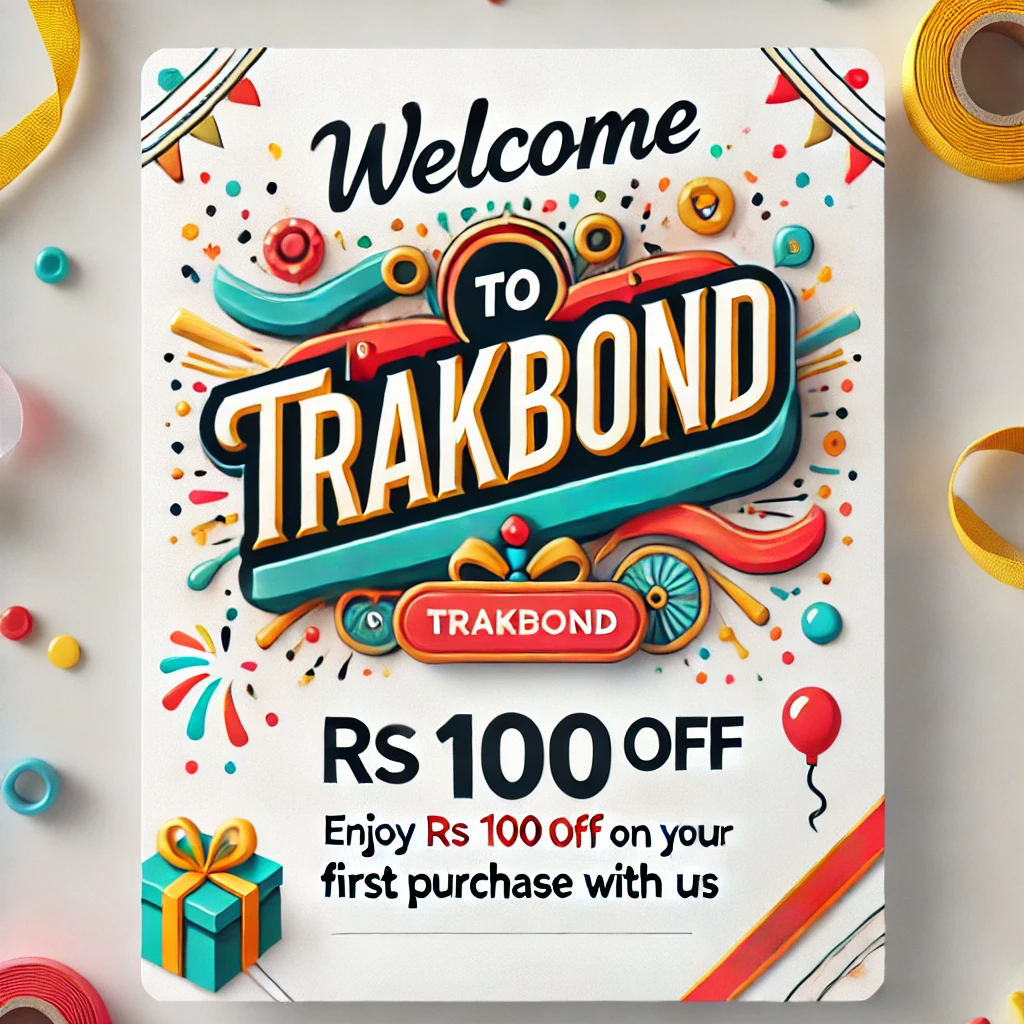 Welcome
TO
TRAKBOND
TRAKBOND
Rs 100 OFF
Enjoy Rs 100 Off on your
first purchase with us